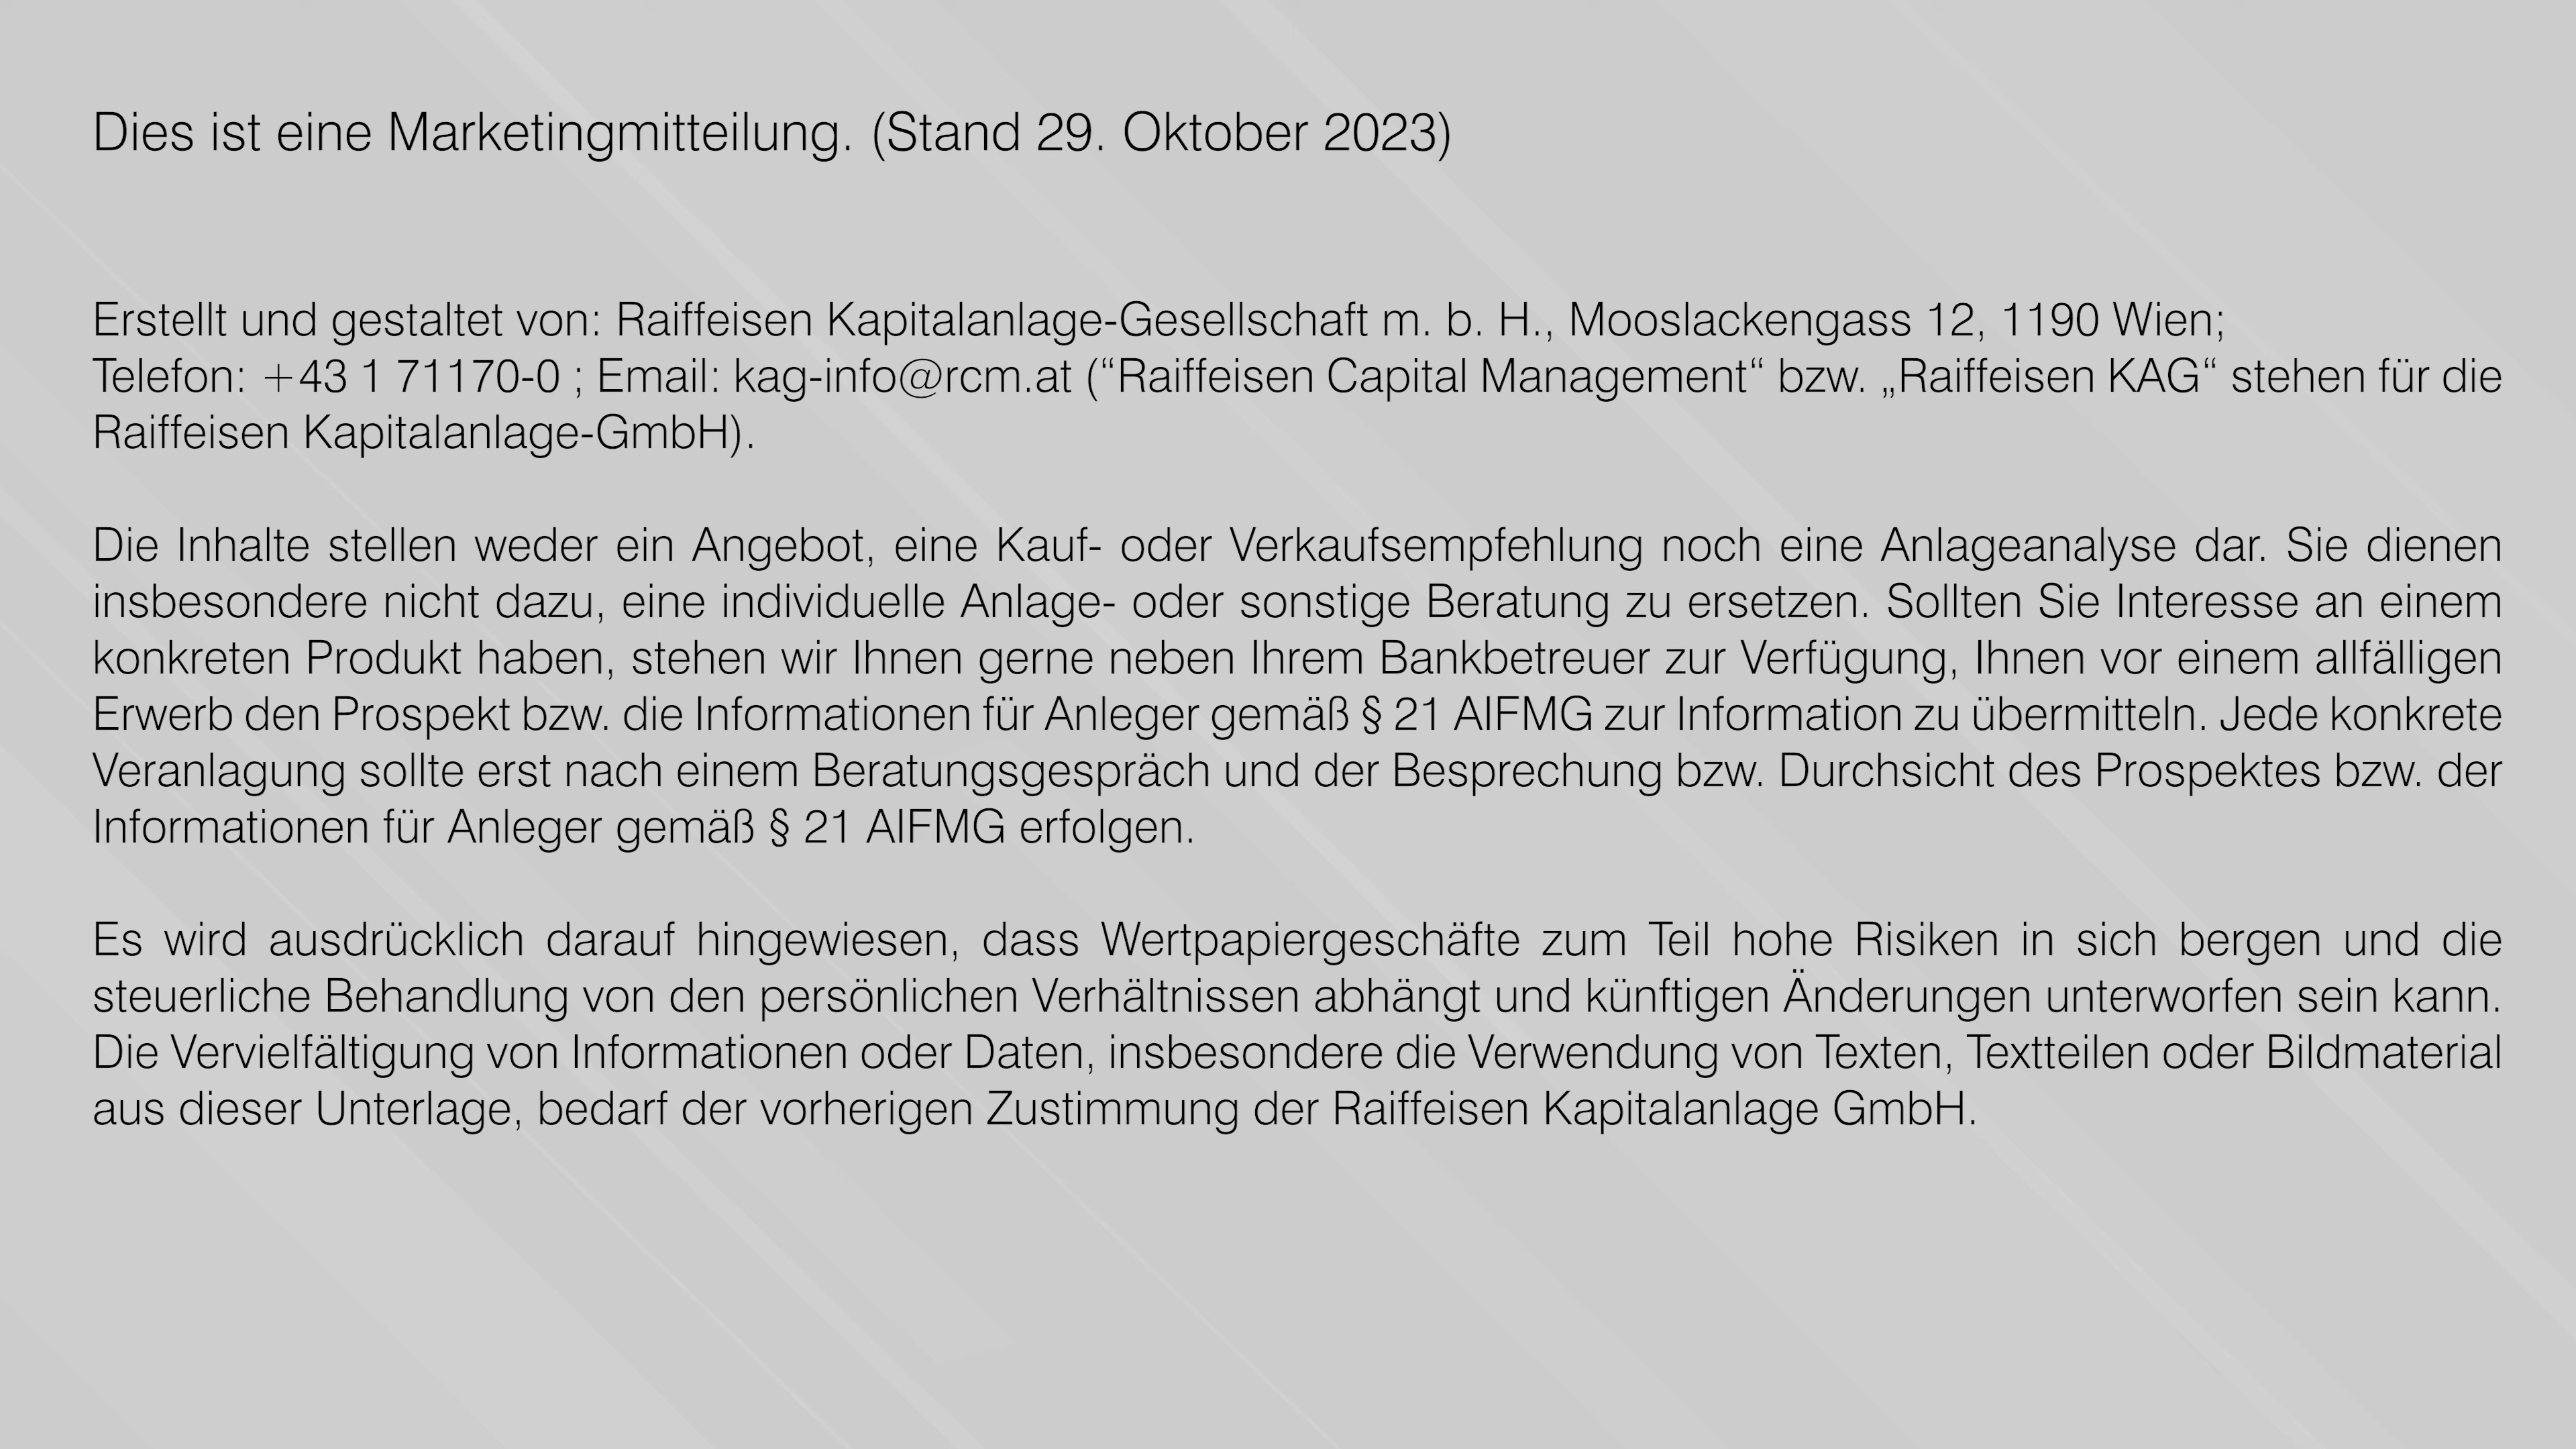 Dies ist eine Marketingmitteilung. (Stand 29. Oktober 2023)
Erstellt und gestaltet von: Raiffeisen Kapitalanlage-Gesellschaft m. b. H., Mooslackengass 12, 1190 Wien;
Telefon: +43 1 71170-0 ; Email: kag-info@rcm.at (“Raiffeisen Capital Management“ bzw. „Raiffeisen KAG“ stehen für die
Raiffeisen Kapitalanlage-GmbH).
Die Inhalte stellen weder ein Angebot, eine Kauf- oder Verkaufsempfehlung noch eine Anlageanalyse dar. Sie dienen
insbesondere nicht dazu, eine individuelle Anlage- oder sonstige Beratung zu ersetzen. Sollten Sie Interesse an einem
konkreten Produkt haben, stehen wir Ihnen gerne neben Ihrem Bankbetreuer zur Verfügung, Ihnen vor einem allfälligen
Erwerb den Prospekt bzw. die Informationen für Anleger gemäß § 21 AIFMG zur Information zu übermitteln. Jede konkrete
Veranlagung sollte erst nach einem Beratungsgespräch und der Besprechung bzw. Durchsicht des Prospektes bzw. der
Informationen für Anleger gemäß § 21 AIFMG erfolgen.
Es wird ausdrücklich darauf hingewiesen, dass Wertpapiergeschäfte zum Teil hohe Risiken in sich bergen und die
steuerliche Behandlung von den persönlichen Verhältnissen abhängt und künftigen Änderungen unterworfen sein kann.
Die Vervielfältigung von Informationen oder Daten, insbesondere die Verwendung von Texten, Textteilen oder Bildmaterial
aus dieser Unterlage, bedarf der vorherigen Zustimmung der Raiffeisen Kapitalanlage GmbH.